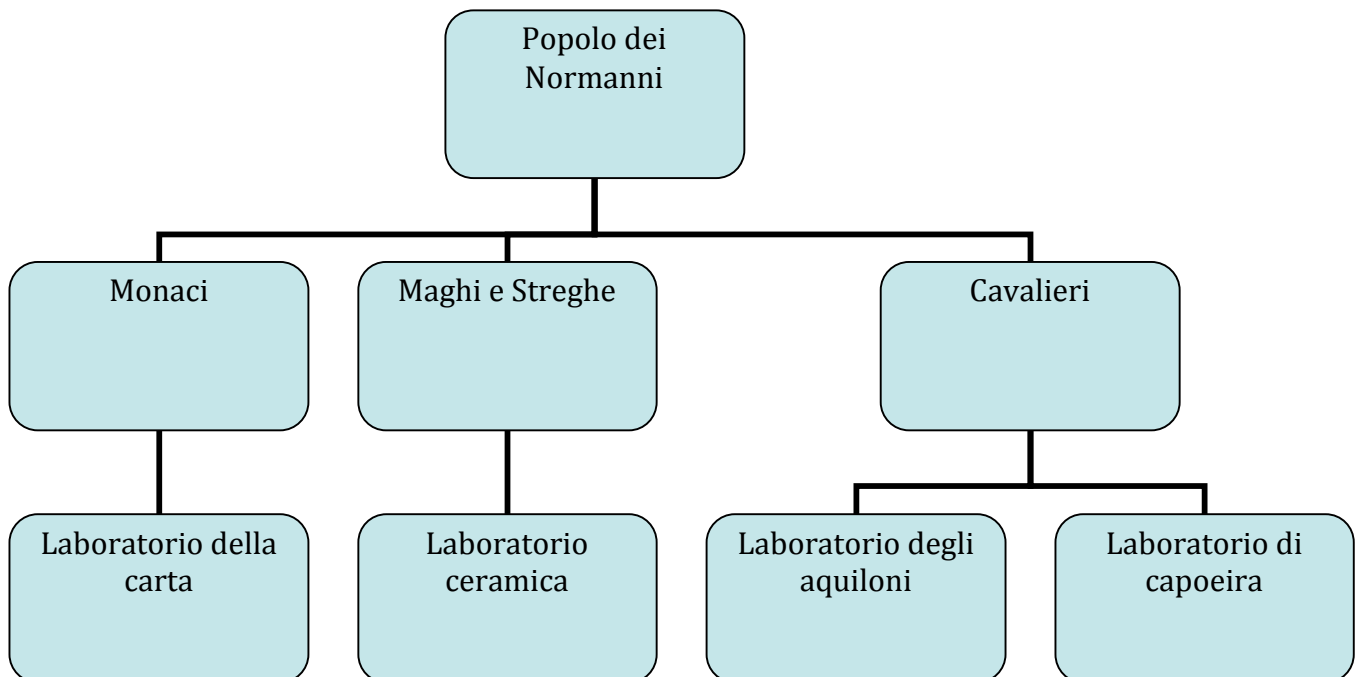 Popolo dei
Normanni
Monaci
Maghi e Streghe
Cavalieri
Laboratorio della
carta
Laboratorio
ceramica
Laboratorio degli
aquiloni
Laboratorio di
capoeira